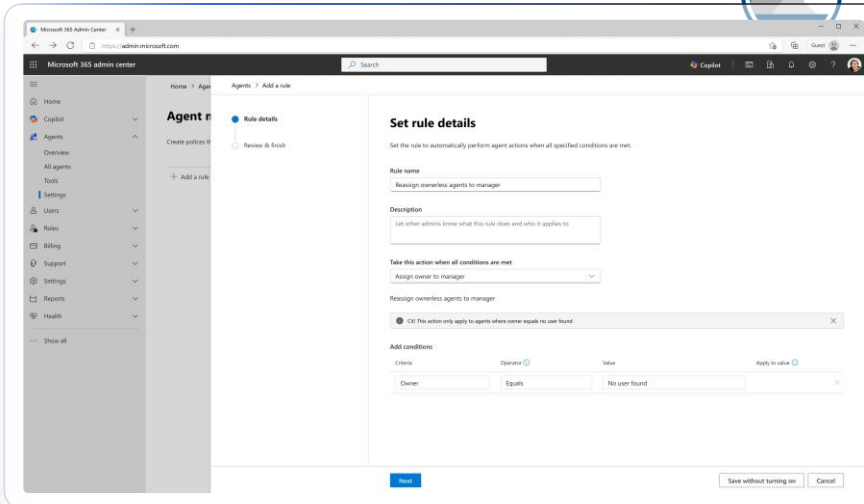 Microsoft 365 Admin Center
https://admin.microsoft.com
Guest
Microsoft 365 admin center
Search
Copilot
Home > Agen
Agents > Add a rule
Home
Copilot
Agents
Overview
All agents
Tools
Settings
Users
Roles
Billing
Support
Settings
Reports
Health
Show all
Agent m
Create polices th
Add a rule
Rule details
Review & finish
Set rule details
Set the rule to automatically perform agent actions when all specified conditions are met.
Rule name
Reassign ownerless agents to manager
Description
Let other admins know what this rule does and who it applies to
Take this action when all conditions are met
Assign owner to manager
Reassign ownerless agents to manager
CXI This action only apply to agents where owner equals no user found
Add conditions
Criteria Operator Value Apply to value
Owner Equals No user found
Next
Save without turning on Cancel